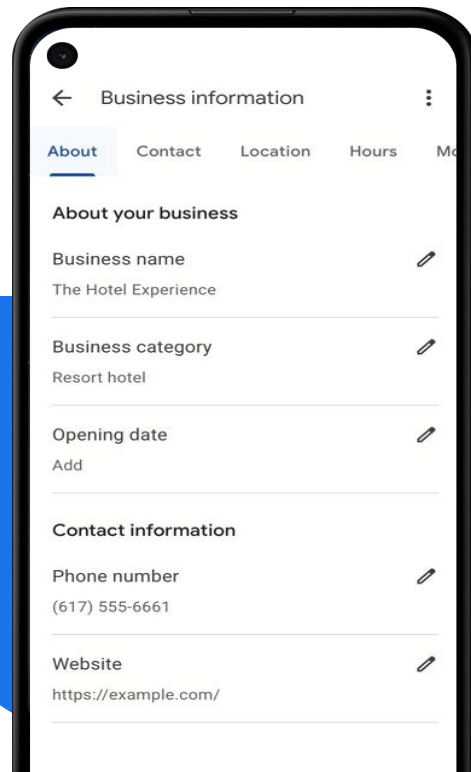 Business information
About Contact Location Hours
About your business
Business name
The Hotel Experience
Business category
Resort hotel
Opening date
Add
Contact information
Phone number
(617) 555-6661
Website
https://example.com/